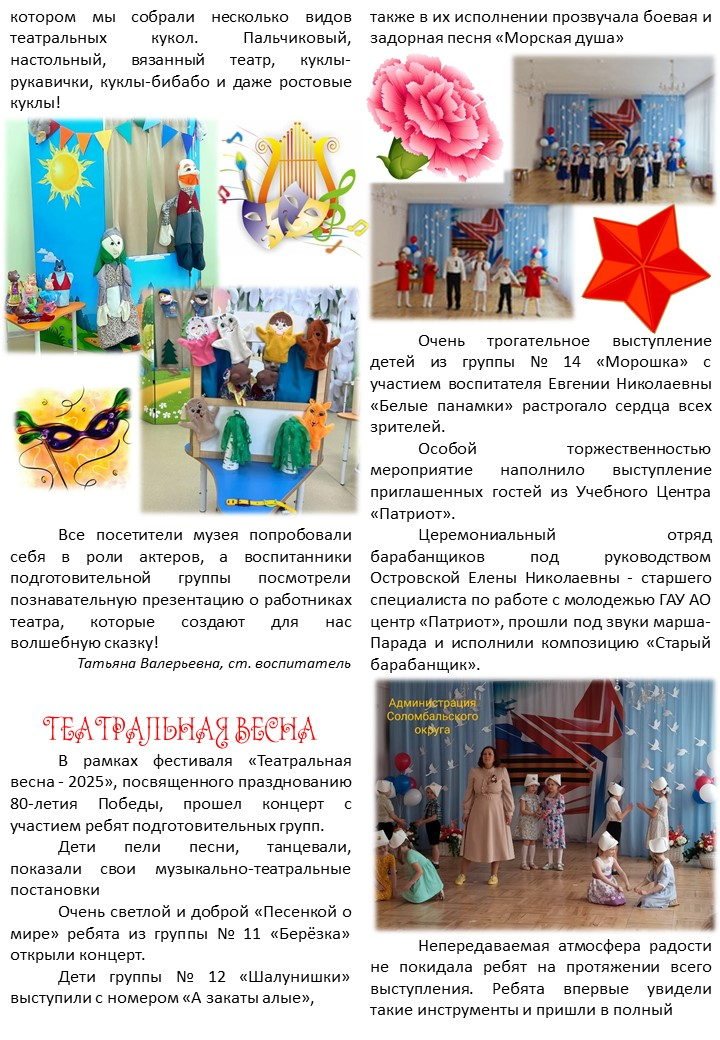 котором мы собрали несколько видов
театральных кукол. Пальчиковый,
настольный, вязанный театр, куклы-
рукавички, куклы-бибабо и даже ростовые
куклы!
Все посетители музея попробовали
себя в роли актеров, а воспитанники
подготовительной группы посмотрели
познавательную презентацию о работниках
театра, которые создают для нас
волшебную сказку!
Татьяна Валерьевна, ст. воспитатель
ТЕАТРАЛЬНАЯ ВЕСНА
В рамках фестиваля «Театральная
весна - 2025», посвященного празднованию
80-летия Победы, прошел концерт с
участием ребят подготовительных групп.
Дети пели песни, танцевали,
показали свои музыкально-театральные
постановки
Очень светлой и доброй «Песенкой о
мире» ребята из группы № 11 «Берёзка»
открыли концерт.
Дети группы № 12 «Шалунишки»
выступили с номером «А закаты алые»,
также в их исполнении прозвучала боевая и
задорная песня «Морская душа»
Очень трогательное выступление
детей из группы № 14 «Морошка» с
участием воспитателя Евгении Николаевны
«Белые панамки» растрогало сердца всех
зрителей.
Особой торжественностью
мероприятие наполнило выступление
приглашенных гостей из Учебного Центра
«Патриот».
Церемониальный отряд
барабанщиков под руководством
Островской Елены Николаевны - старшего
специалиста по работе с молодежью ГАУ АО
центр «Патриот», прошли под звуки марша-
Парада и исполнили композицию «Старый
барабанщик».
Администрация
Соломбальского
округа
Непередаваемая атмосфера радости
не покидала ребят на протяжении всего
выступления. Ребята впервые увидели
такие инструменты и пришли в полный